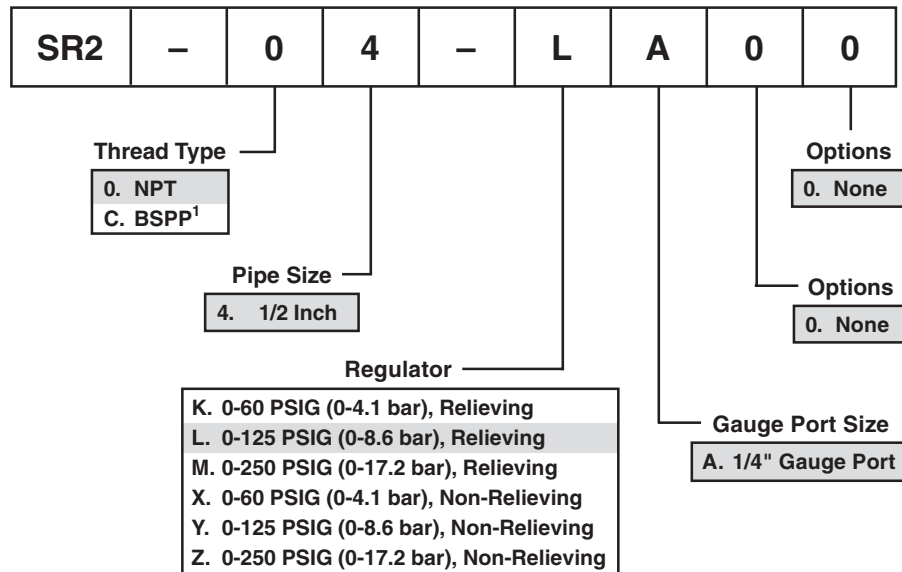 SR2 – 0 4 – L A 0 0
Thread Type
0. NPT
C. BSPP¹
Pipe Size
4. 1/2 Inch
Regulator
K. 0-60 PSIG (0-4.1 bar), Relieving
L. 0-125 PSIG (0-8.6 bar), Relieving
M. 0-250 PSIG (0-17.2 bar), Relieving
X. 0-60 PSIG (0-4.1 bar), Non-Relieving
Y. 0-125 PSIG (0-8.6 bar), Non-Relieving
Z. 0-250 PSIG (0-17.2 bar), Non-Relieving
Options
0. None
Options
0. None
Gauge Port Size
A. 1/4" Gauge Port